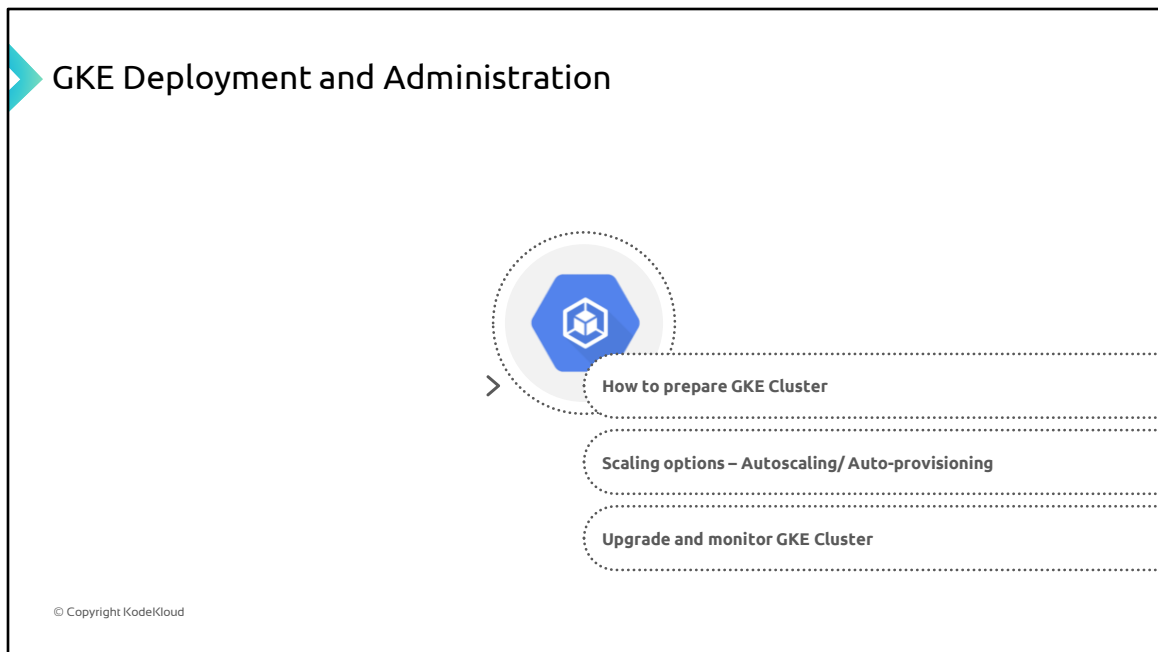 GKE Deployment and Administration
How to prepare GKE Cluster
Scaling options – Autoscaling/ Auto-provisioning
Upgrade and monitor GKE Cluster
© Copyright KodeKloud